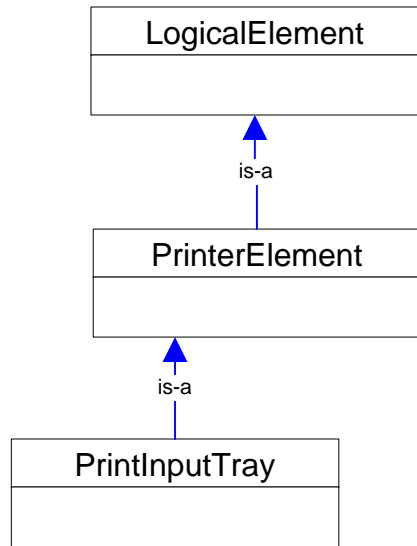 LogicalElement
is-a
PrinterElement
is-a
PrintInputTray